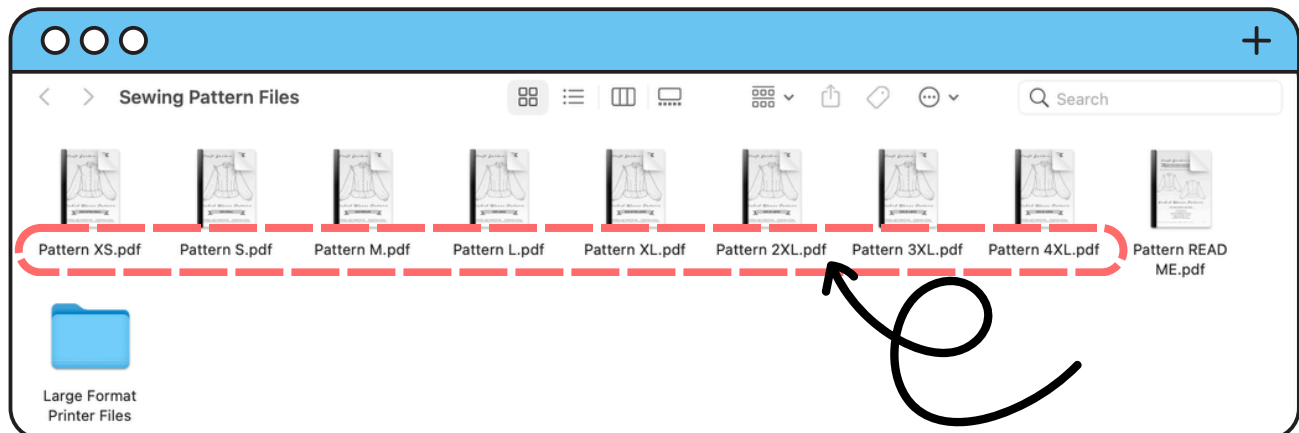 Sewing Pattern Files
Search
Pattern XS.pdf
Pattern S.pdf
Pattern M.pdf
Pattern L.pdf
Pattern XL.pdf
Pattern 2XL.pdf
Pattern 3XL.pdf
Pattern 4XL.pdf
Pattern READ
ME.pdf
Large Format
Printer Files